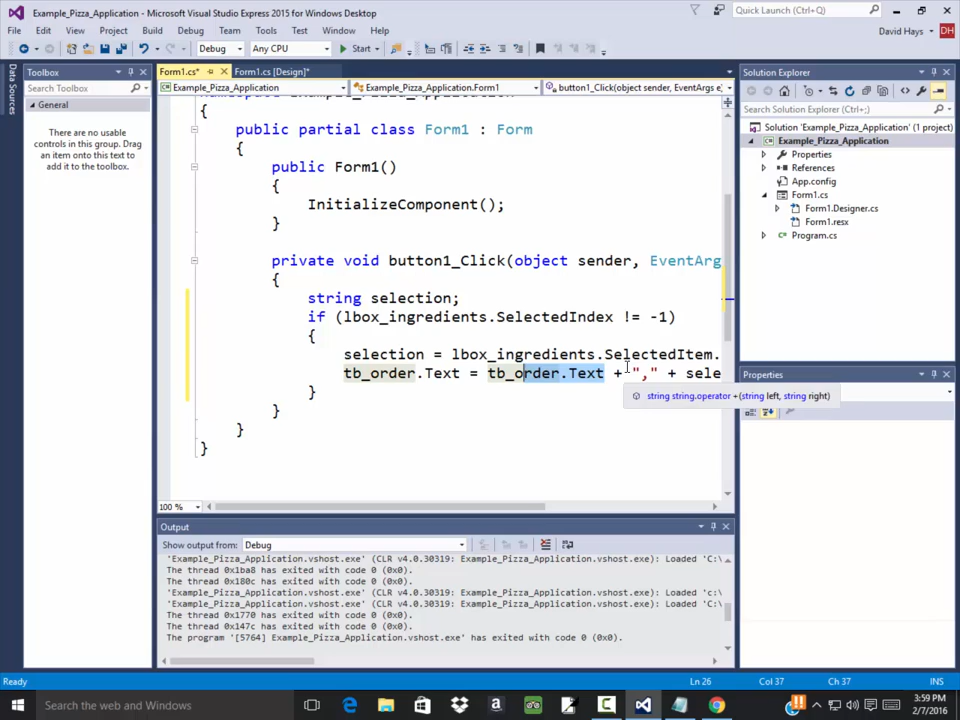 Example_Pizza_Application - Microsoft Visual Studio Express 2015 for Windows Desktop
Quick Launch (Ctrl+Q)
File Edit View Project Build Debug Team Tools Test Window Help
David Hays
DH
Debug Any CPU Start
Data Sources
Toolbox
Search Toolbox
General
There are no usable
controls in this group. Drag
an item onto this text to
add it to the toolbox.
Form1.cs* Form1.cs [Design]*
Example_Pizza_Application Example_Pizza_Application.Form1 button1_Click(object sender, EventArgs e
{
public partial class Form1 : Form
{
public Form1()
{
InitializeComponent();
}
private void button1_Click(object sender, EventArg
{
string selection;
if (lbox_ingredients.SelectedIndex != -1)
{
selection = lbox_ingredients.SelectedItem.
tb_order.Text = tb_order.Text + "," + sele
string string.operator +(string left, string right)
}
}
}
}
100 %
Solution Explorer
Search Solution Explorer (Ctrl+;)
Solution 'Example_Pizza_Application' (1 project)
Example_Pizza_Application
Properties
References
App.config
Form1.cs
Form1.Designer.cs
Form1.resx
Program.cs
Properties
Output
Show output from: Debug
'Example_Pizza_Application.vshost.exe' (CLR v4.0.30319: Example_Pizza_Application.vshost.exe): Loaded 'C:\
The thread 0x1ba8 has exited with code 0 (0x0).
The thread 0x180c has exited with code 0 (0x0).
'Example_Pizza_Application.vshost.exe' (CLR v4.0.30319: Example_Pizza_Application.vshost.exe): Loaded 'C:\
'Example_Pizza_Application.vshost.exe' (CLR v4.0.30319: Example_Pizza_Application.vshost.exe): Loaded 'C:\
The thread 0x1770 has exited with code 0 (0x0).
The thread 0x147c has exited with code 0 (0x0).
The program '[5764] Example_Pizza_Application.vshost.exe' has exited with code 0 (0x0).
Ready Ln 26 Col 37 Ch 37 INS
Search the web and Windows
3:59 PM
2/7/2016